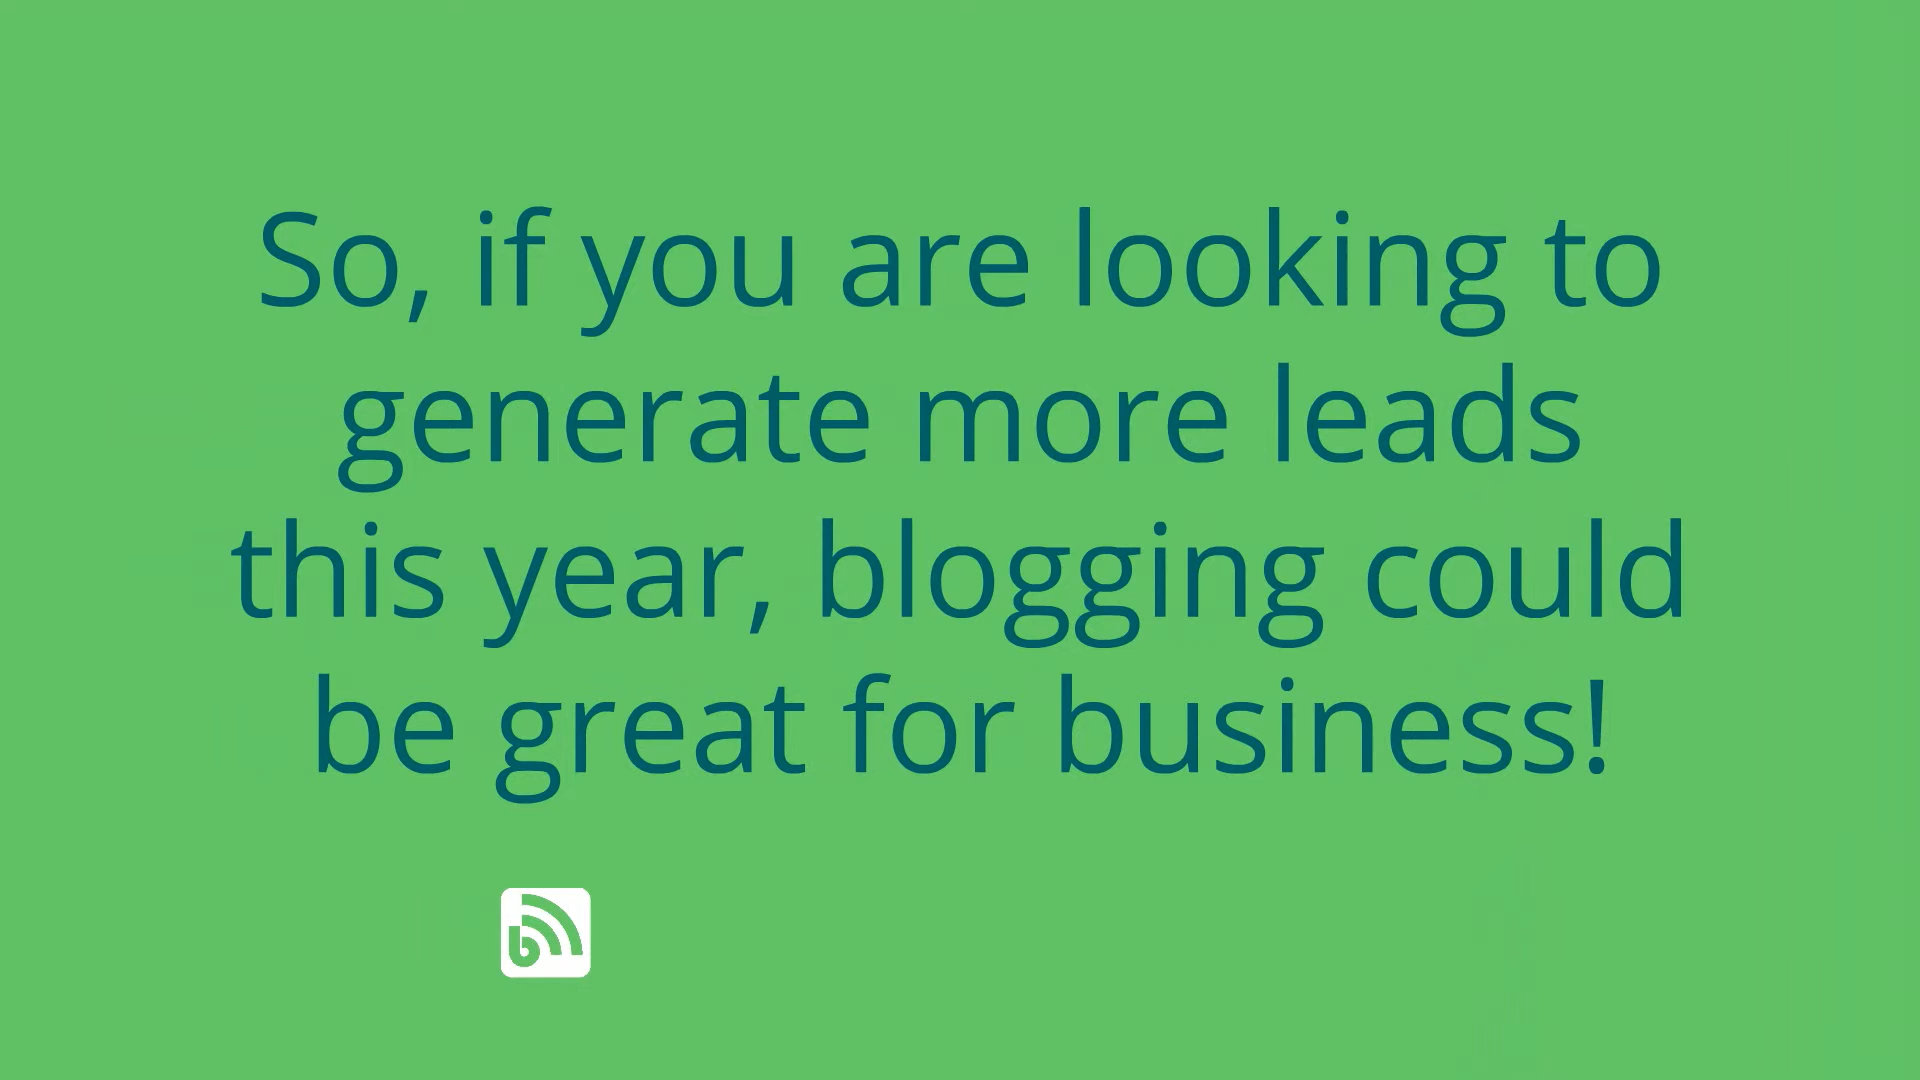 So, if you are looking to
generate more leads
this year, blogging could
be great for business!